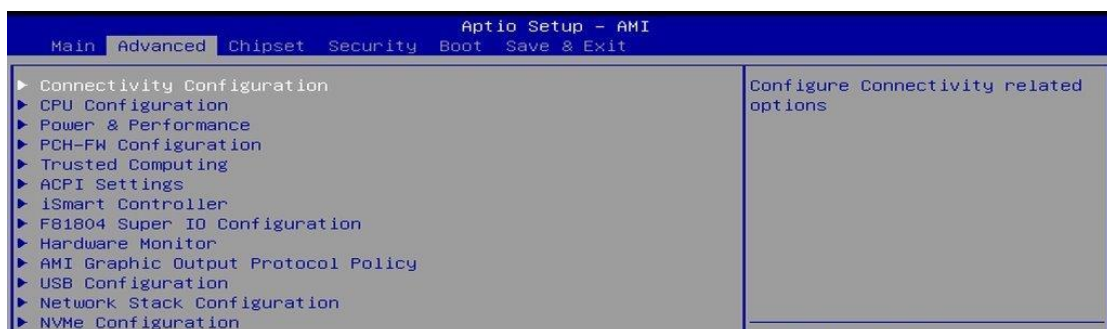 Aptio Setup – AMI
Main Advanced Chipset Security Boot Save & Exit
▶ Connectivity Configuration
▶ CPU Configuration
▶ Power & Performance
▶ PCH-FW Configuration
▶ Trusted Computing
▶ ACPI Settings
▶ iSmart Controller
▶ F81804 Super IO Configuration
▶ Hardware Monitor
▶ AMI Graphic Output Protocol Policy
▶ USB Configuration
▶ Network Stack Configuration
▶ NVMe Configuration
Configure Connectivity related
options